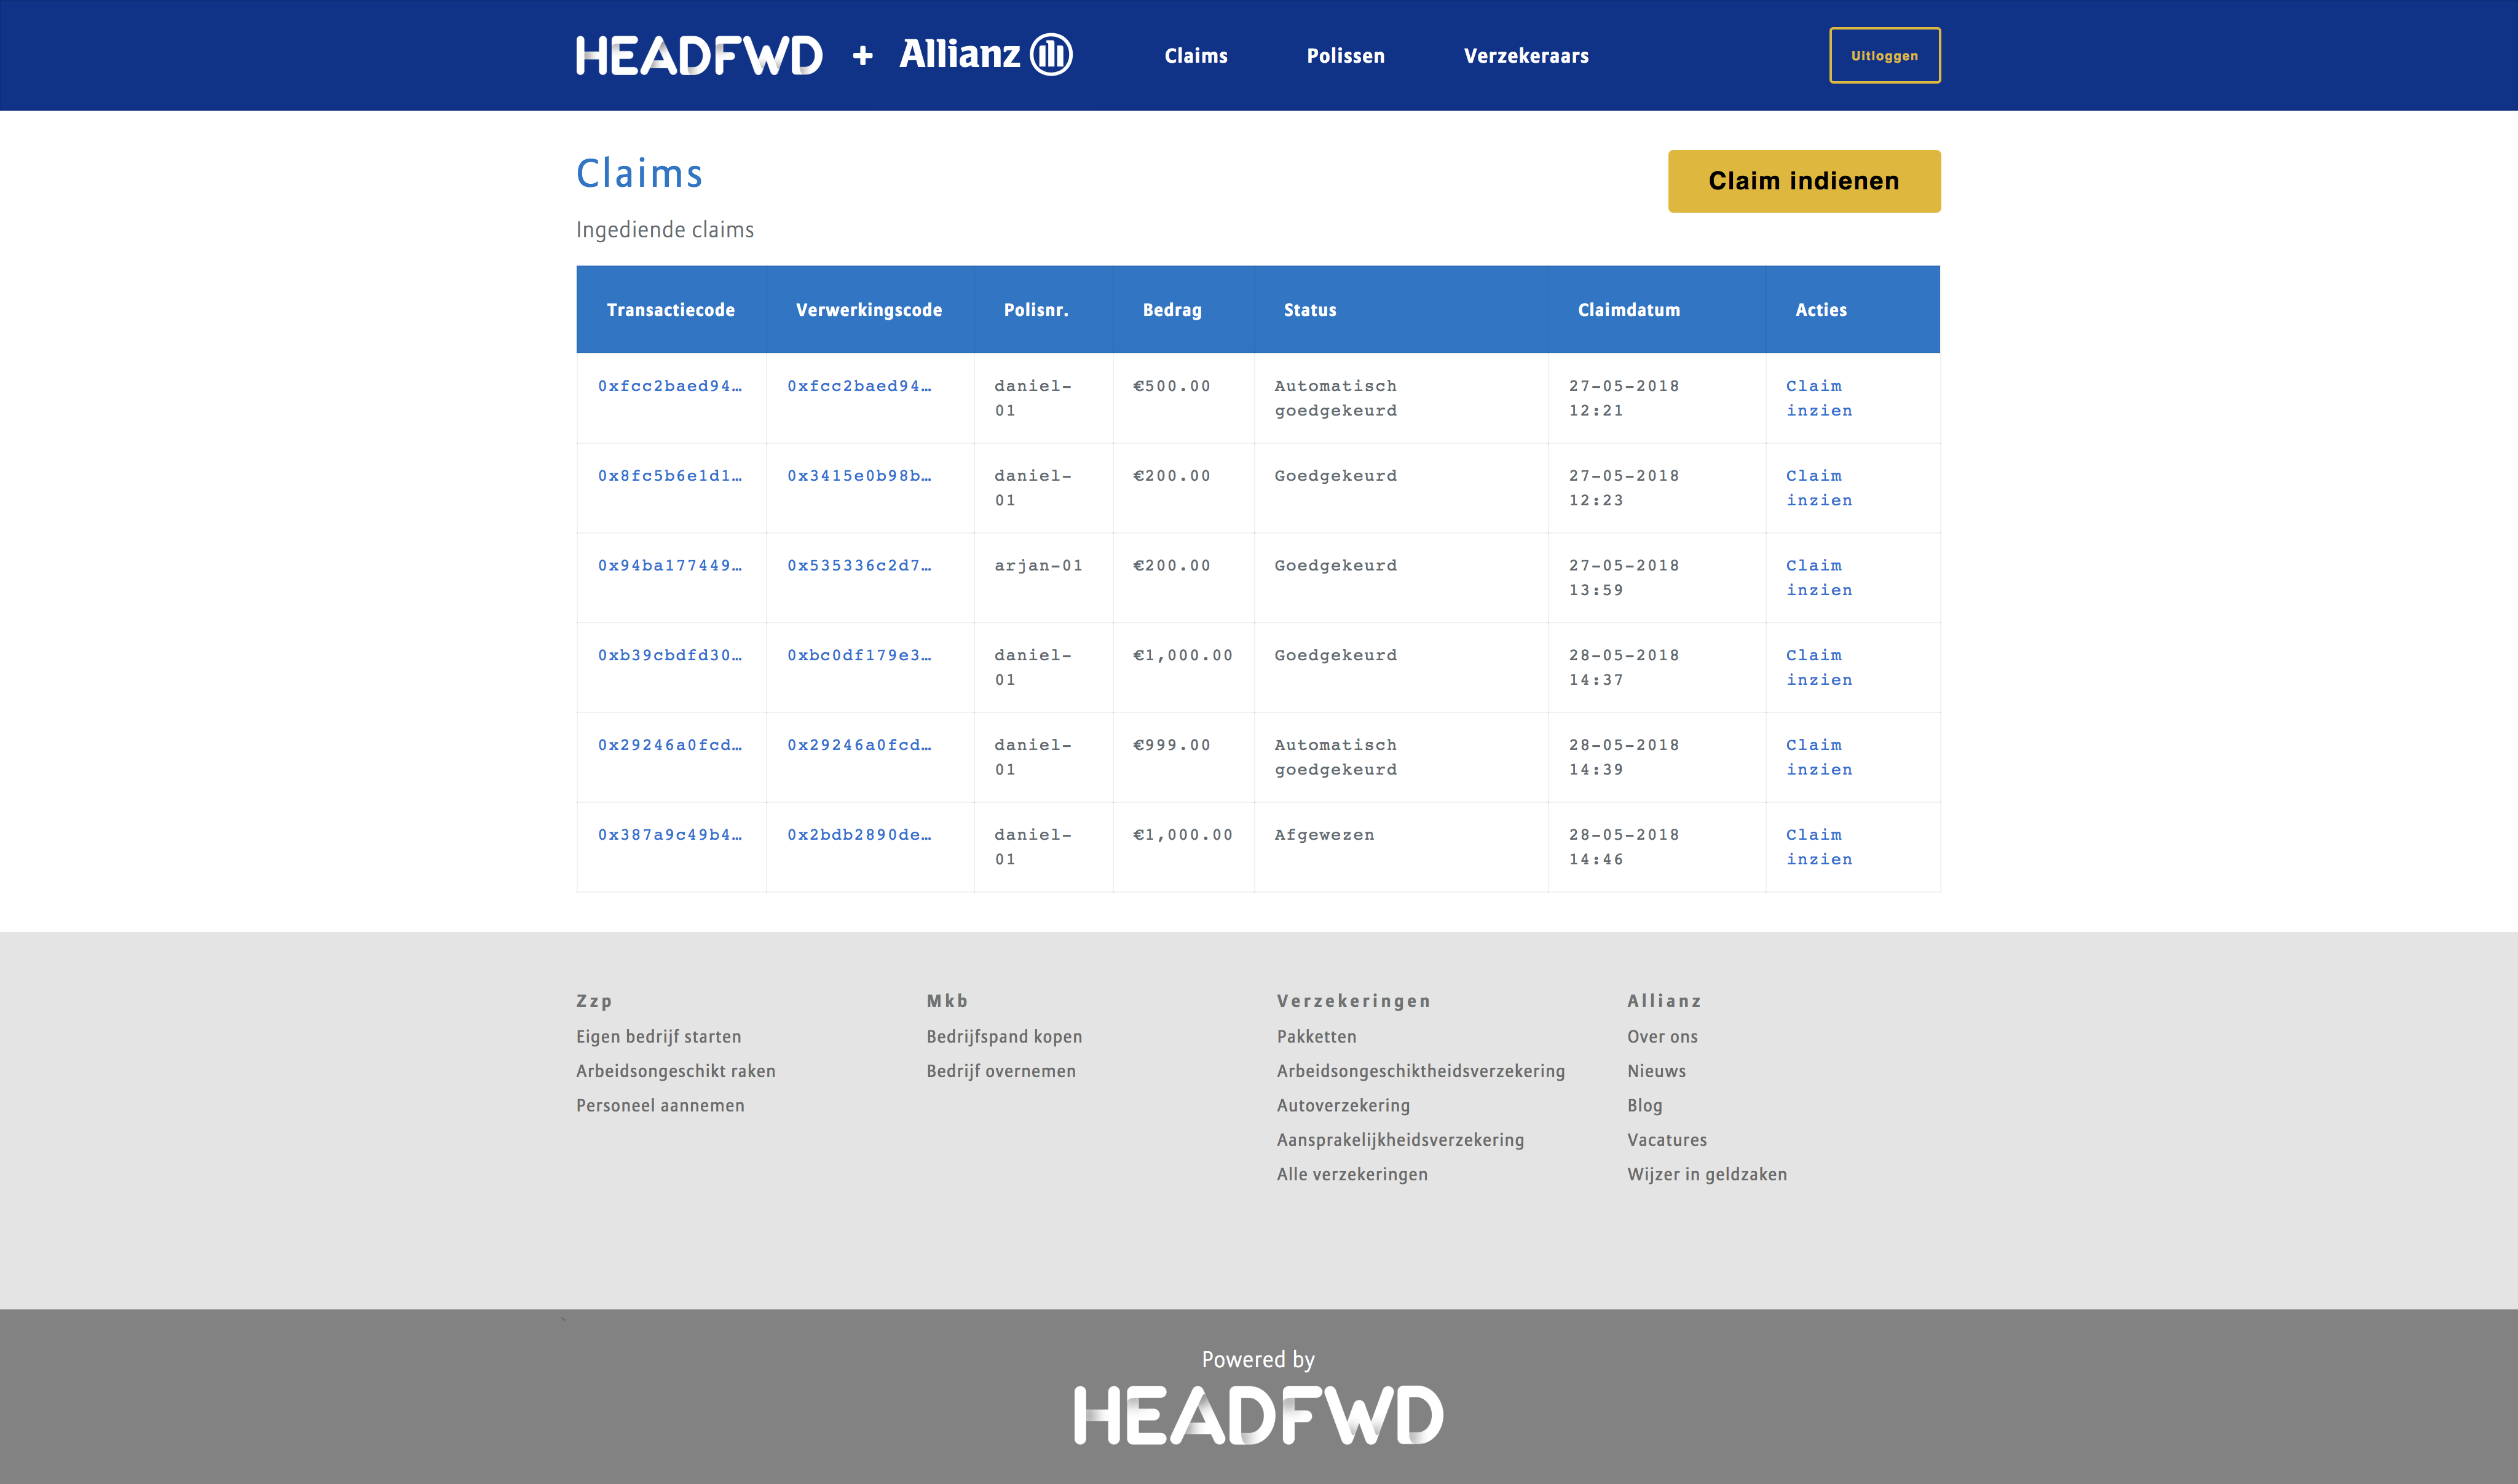 HEADFWD + Allianz Claims Polissen Verzekeraars Uitloggen
Claims
Claim indienen
Ingediende claims
Transactiecode Verwerkingscode Polisnr. Bedrag Status Claimdatum Acties
0xfcc2baed94… 0xfcc2baed94… daniel- €500.00 Automatisch 27-05-2018 Claim
01 goedgekeurd 12:21 inzien
0x8fc5b6e1d1… 0x3415e0b98b… daniel- €200.00 Goedgekeurd 27-05-2018 Claim
01 12:23 inzien
0x94ba177449… 0x535336c2d7… arjan-01 €200.00 Goedgekeurd 27-05-2018 Claim
13:59 inzien
0xb39cbdfd30… 0xbc0df179e3… daniel- €1,000.00 Goedgekeurd 28-05-2018 Claim
01 14:37 inzien
0x29246a0fcd… 0x29246a0fcd… daniel- €999.00 Automatisch 28-05-2018 Claim
01 goedgekeurd 14:39 inzien
0x387a9c49b4… 0x2bdb2890de… daniel- €1,000.00 Afgewezen 28-05-2018 Claim
01 14:46 inzien
Zzp
Eigen bedrijf starten
Arbeidsongeschikt raken
Personeel aannemen
Mkb
Bedrijfspand kopen
Bedrijf overnemen
Verzekeringen
Pakketten
Arbeidsongeschiktheidsverzekering
Autoverzekering
Aansprakelijkheidsverzekering
Alle verzekeringen
Allianz
Over ons
Nieuws
Blog
Vacatures
Wijzer in geldzaken
`
Powered by
HEADFWD